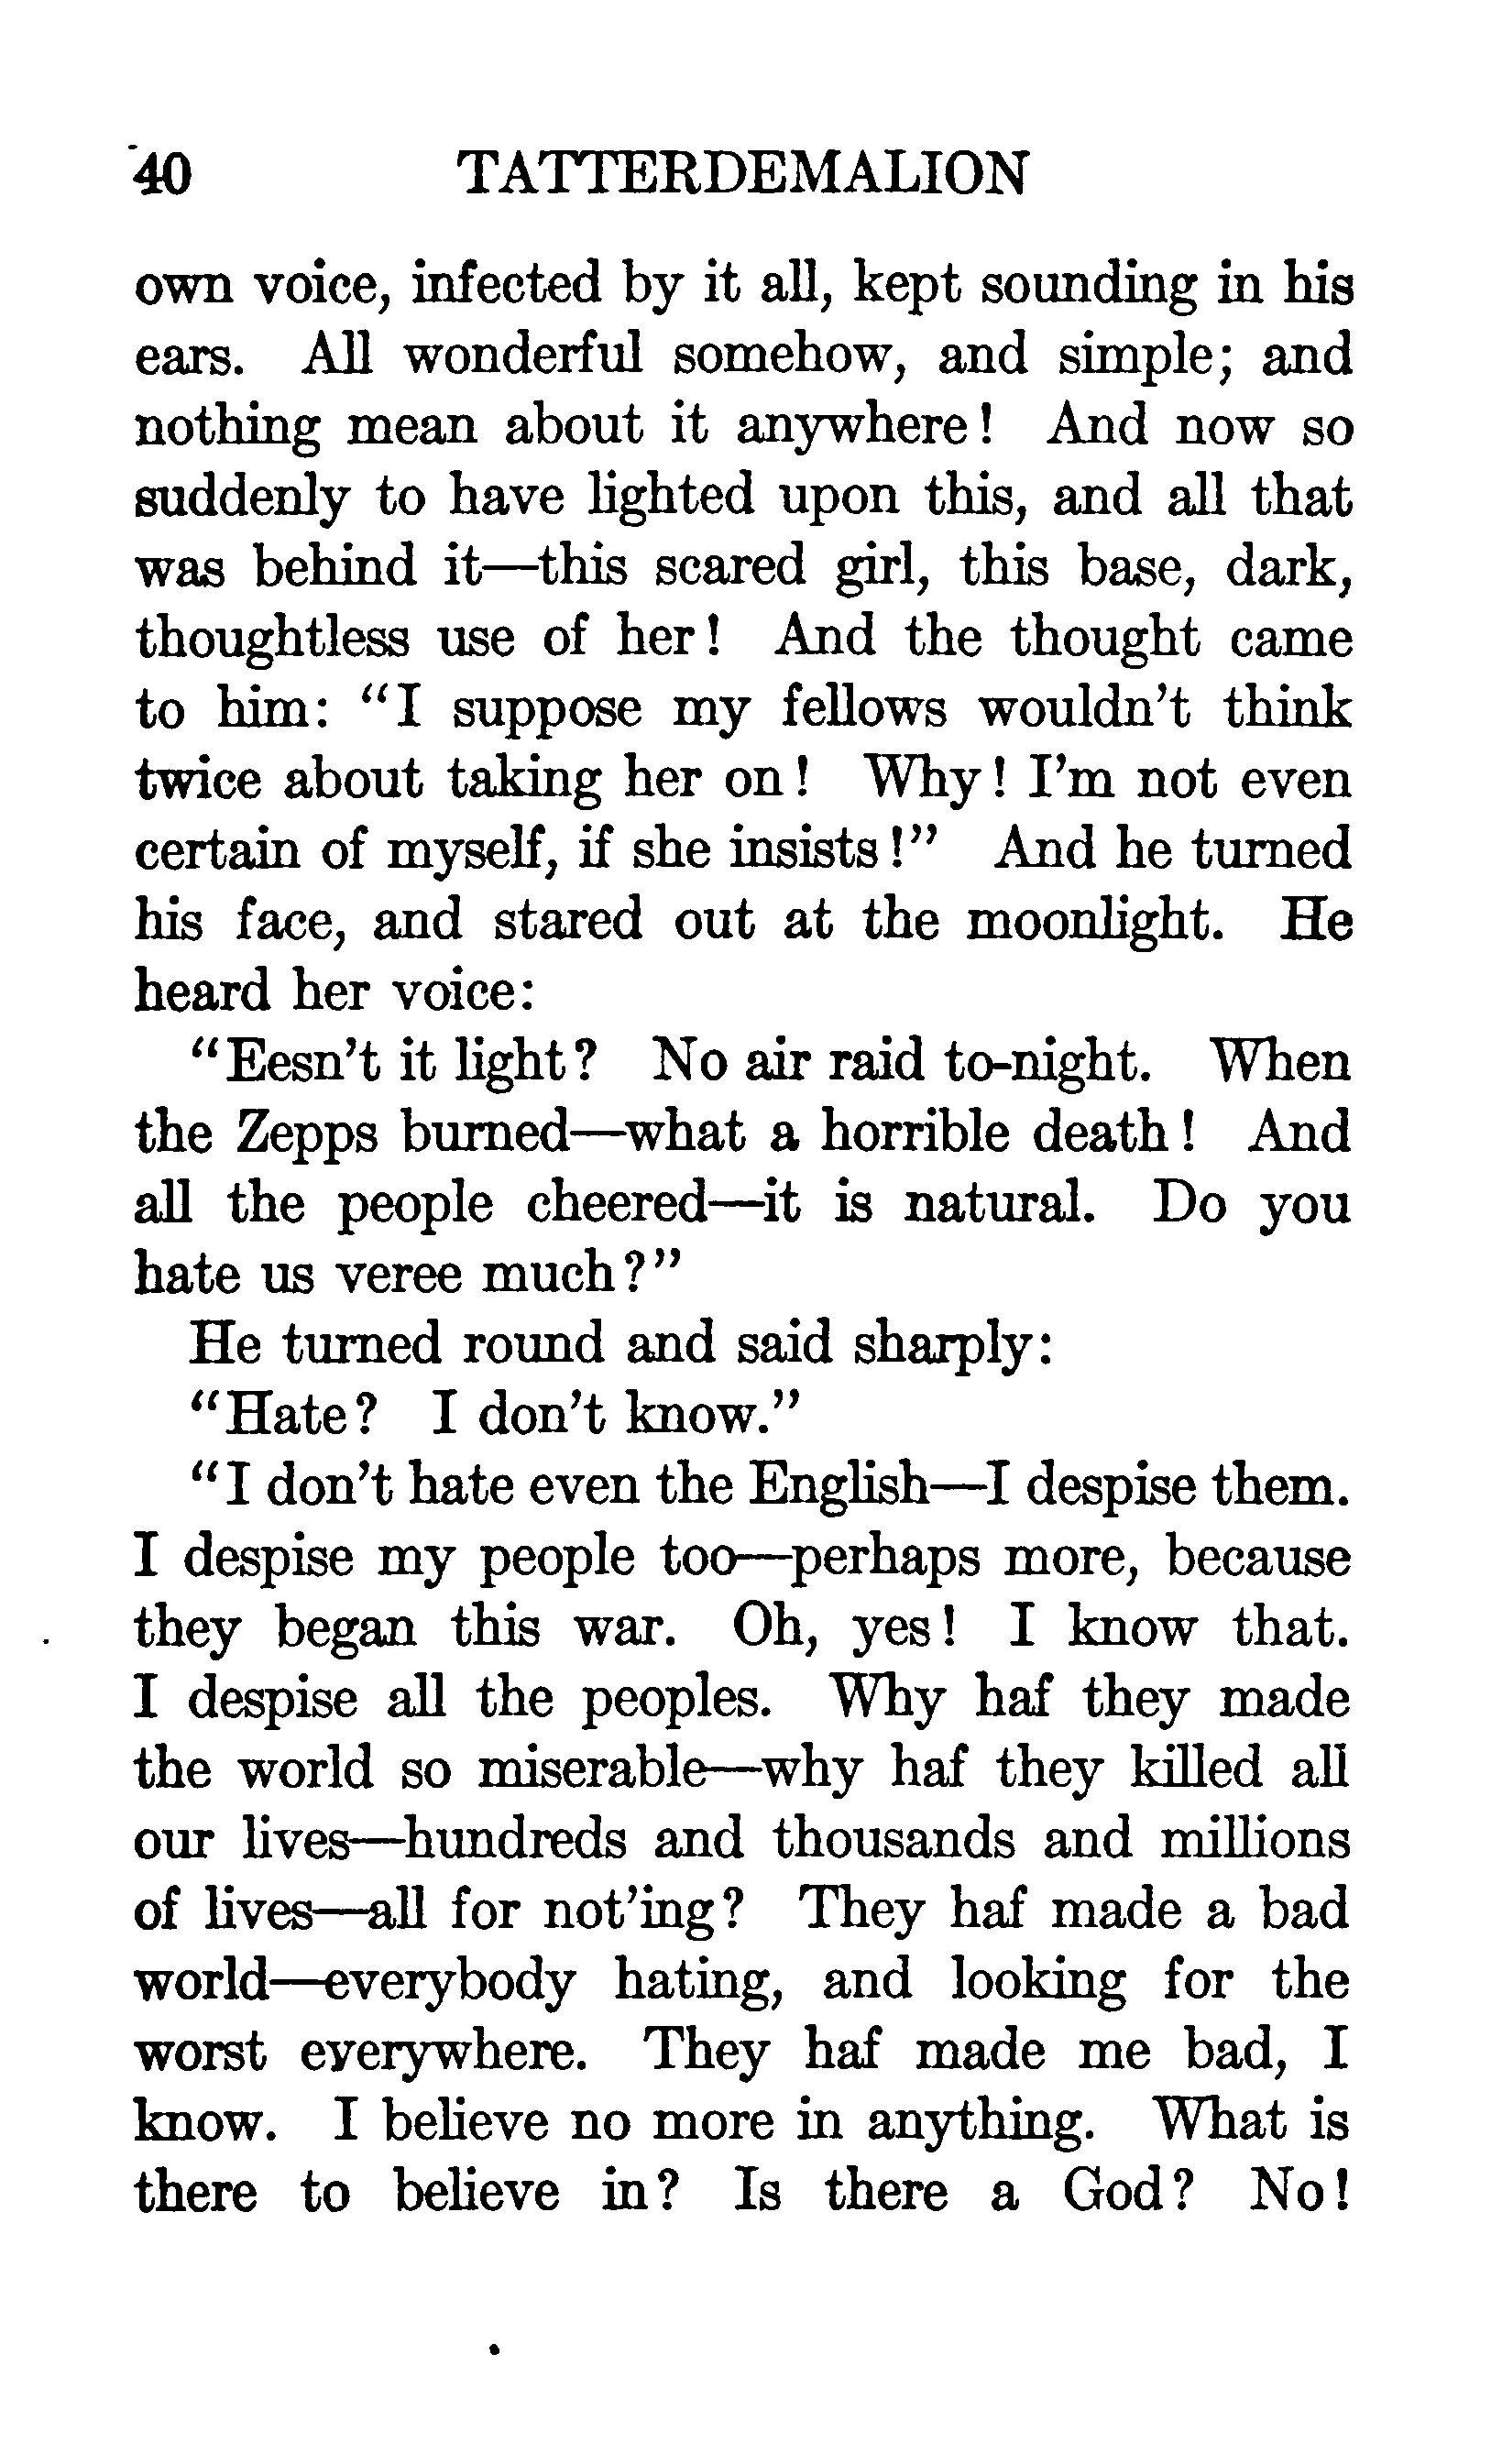 40 TATTERDEMALION
own voice, infected by it all, kept sounding in his
ears. All wonderful somehow, and simple; and
nothing mean about it anywhere! And now so
suddenly to have lighted upon this, and all that
was behind it—this scared girl, this base, dark,
thoughtless use of her! And the thought came
to him: "I suppose my fellows wouldn't think
twice about taking her on! Why! I'm not even
certain of myself, if she insists!" And he turned
his face, and stared out at the moonlight. He
heard her voice:
"Eesn't it light? No air raid to-night. When
the Zepps burned—what a horrible death! And
all the people cheered—it is natural. Do you
hate us veree much?"
He turned round and said sharply:
"Hate? I don't know."
"I don't hate even the English—I despise them.
I despise my people too—perhaps more, because
they began this war. Oh, yes! I know that.
I despise all the peoples. Why haf they made
the world so miserable—why haf they killed all
our lives—hundreds and thousands and millions
of lives—all for not'ing? They haf made a bad
world—everybody hating, and looking for the
worst everywhere. They haf made me bad, I
know. I believe no more in anything. What is
there to believe in? Is there a God? No!